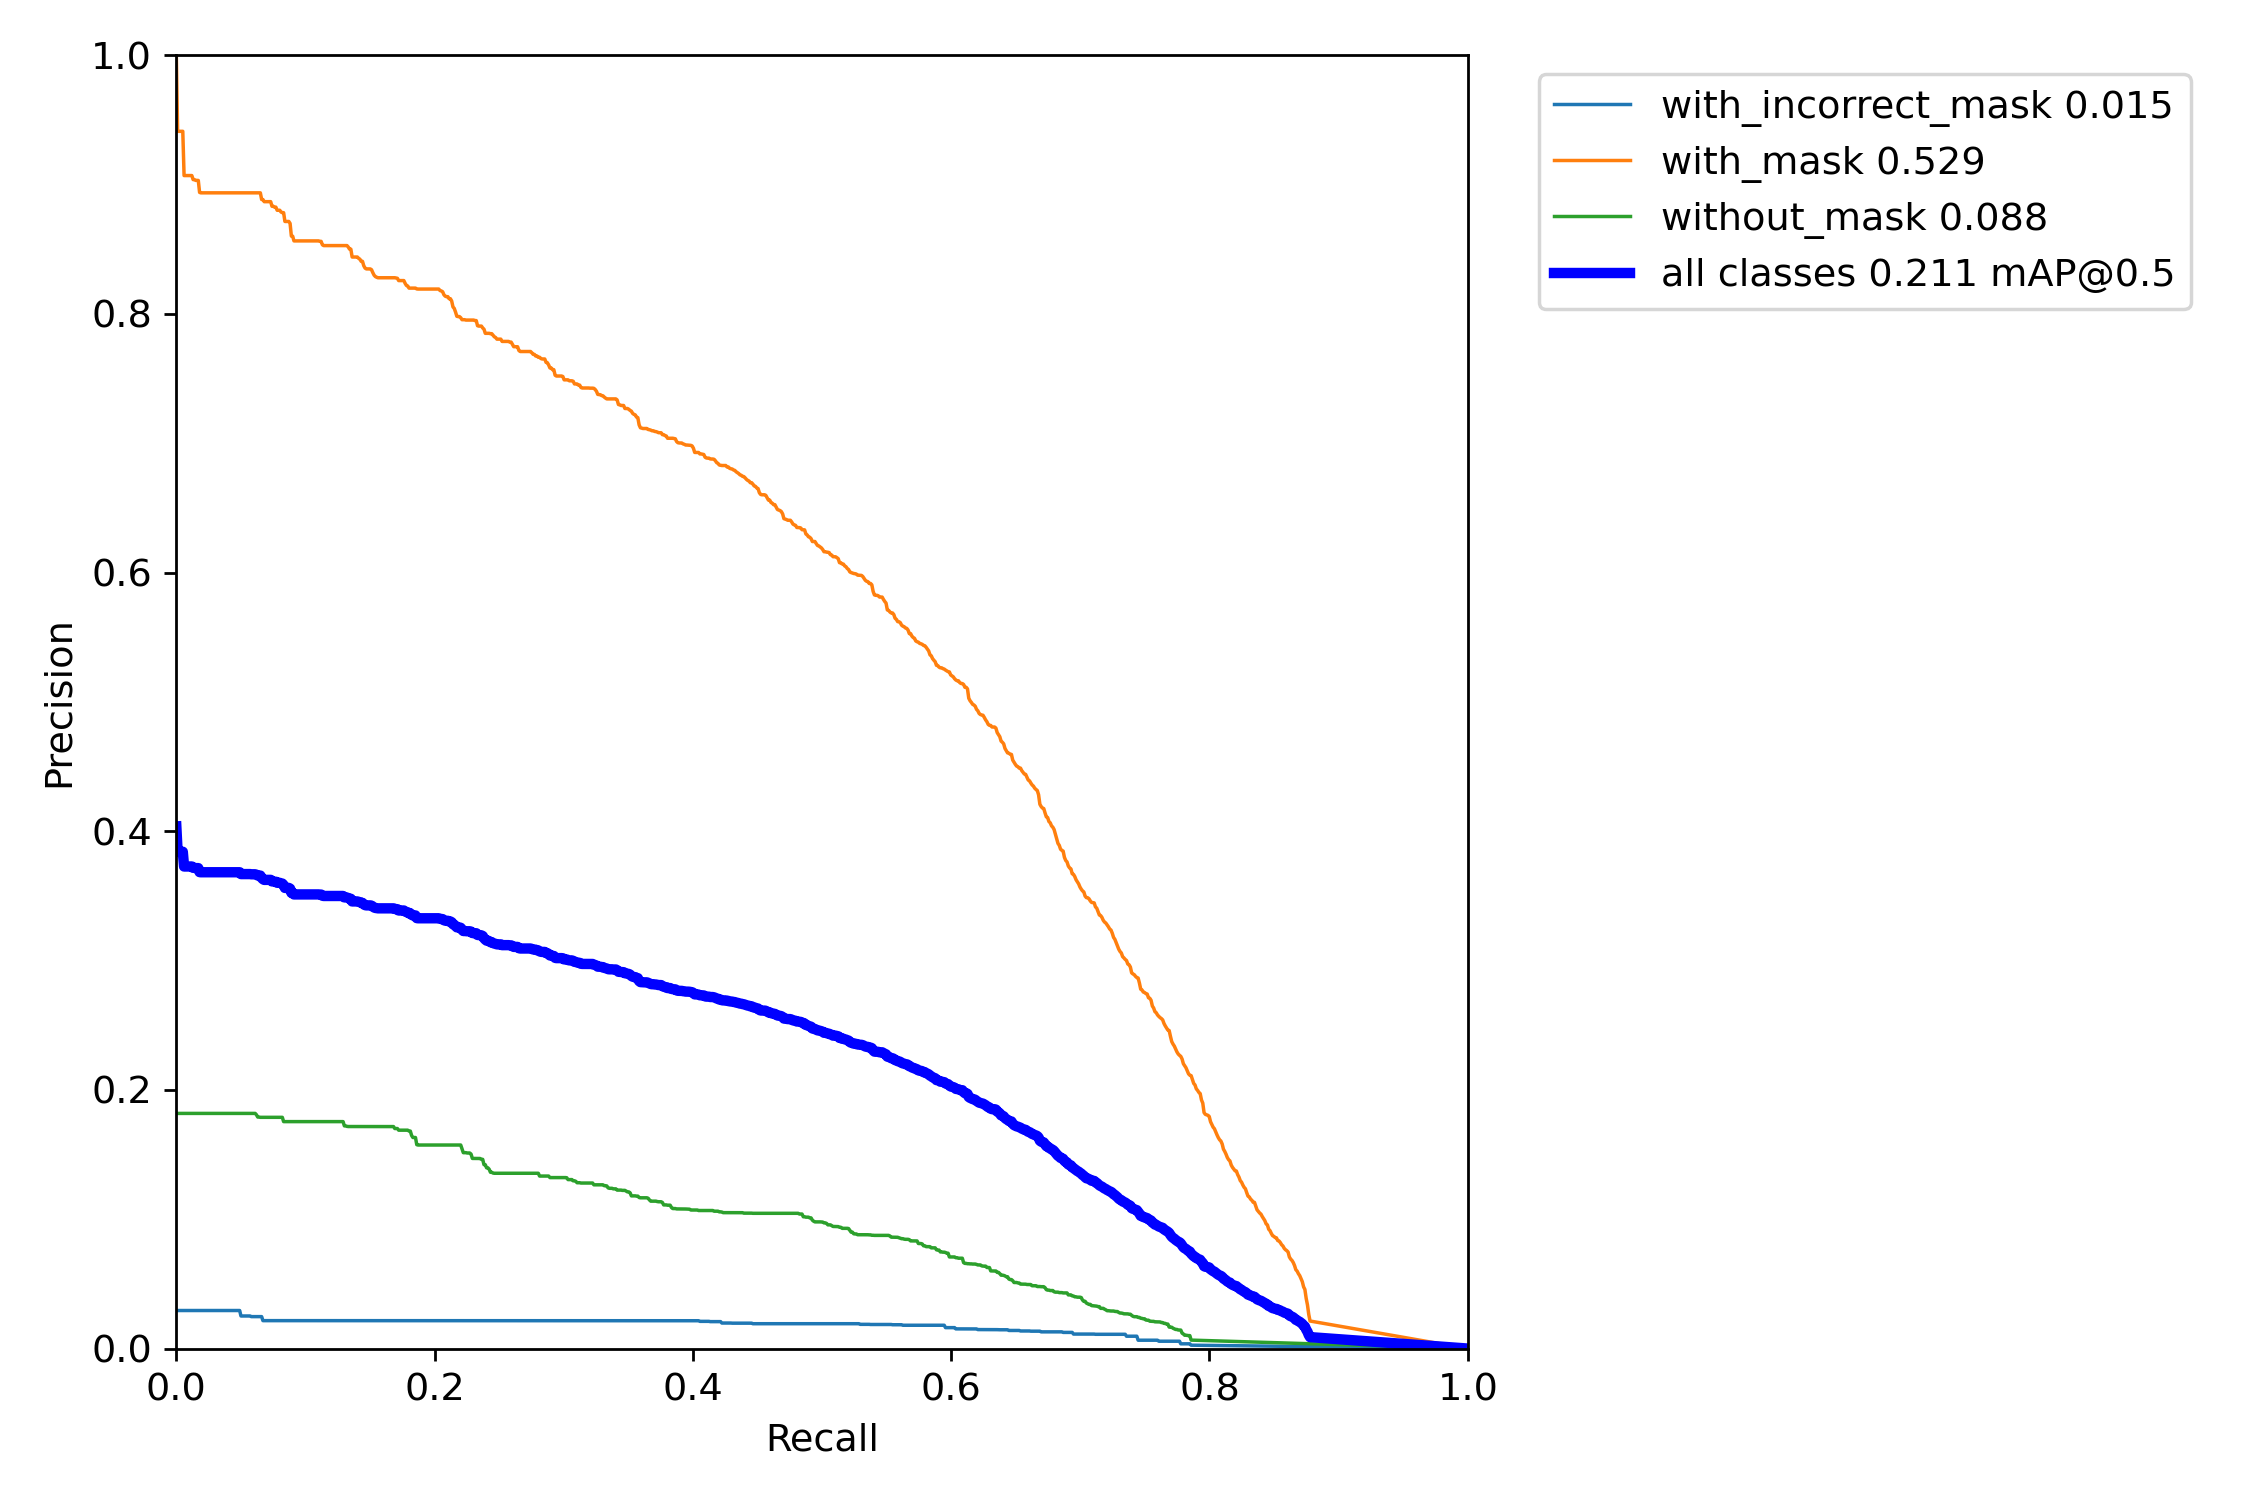 1.0
0.8
0.6
0.4
0.2
0.0
Precision
0.0 0.2 0.4 0.6 0.8 1.0
Recall
with_incorrect_mask 0.015
with_mask 0.529
without_mask 0.088
all classes 0.211 mAP@0.5